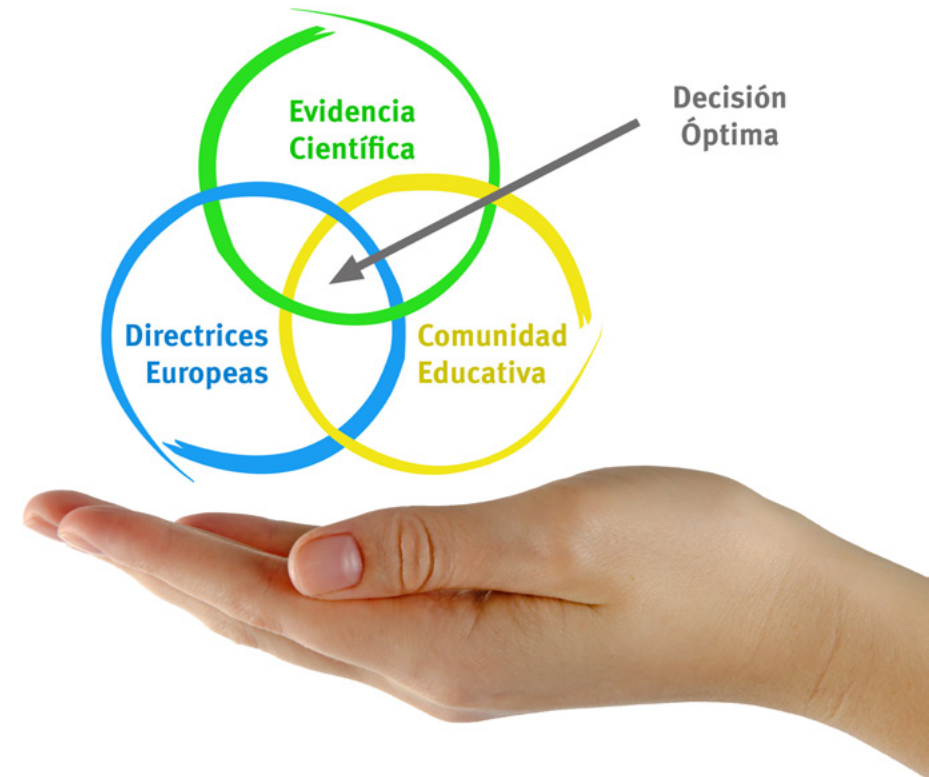 Evidencia
Científica
Decisión
Óptima
Directrices
Europeas
Comunidad
Educativa